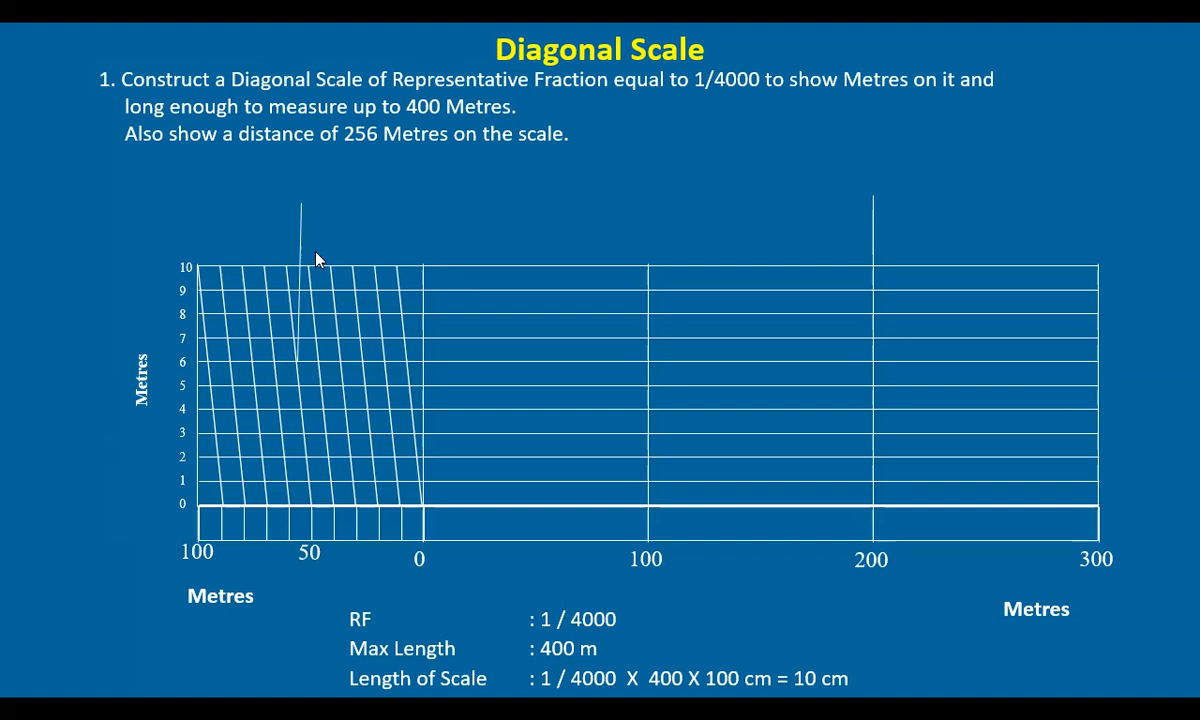 Diagonal Scale
1. Construct a Diagonal Scale of Representative Fraction equal to 1/4000 to show Metres on it and
long enough to measure up to 400 Metres.
Also show a distance of 256 Metres on the scale.
10
9
8
7
6
5
4
3
2
1
0
Metres
100 50 0 100 200 300
Metres Metres
RF : 1 / 4000
Max Length : 400 m
Length of Scale : 1 / 4000 X 400 X 100 cm = 10 cm